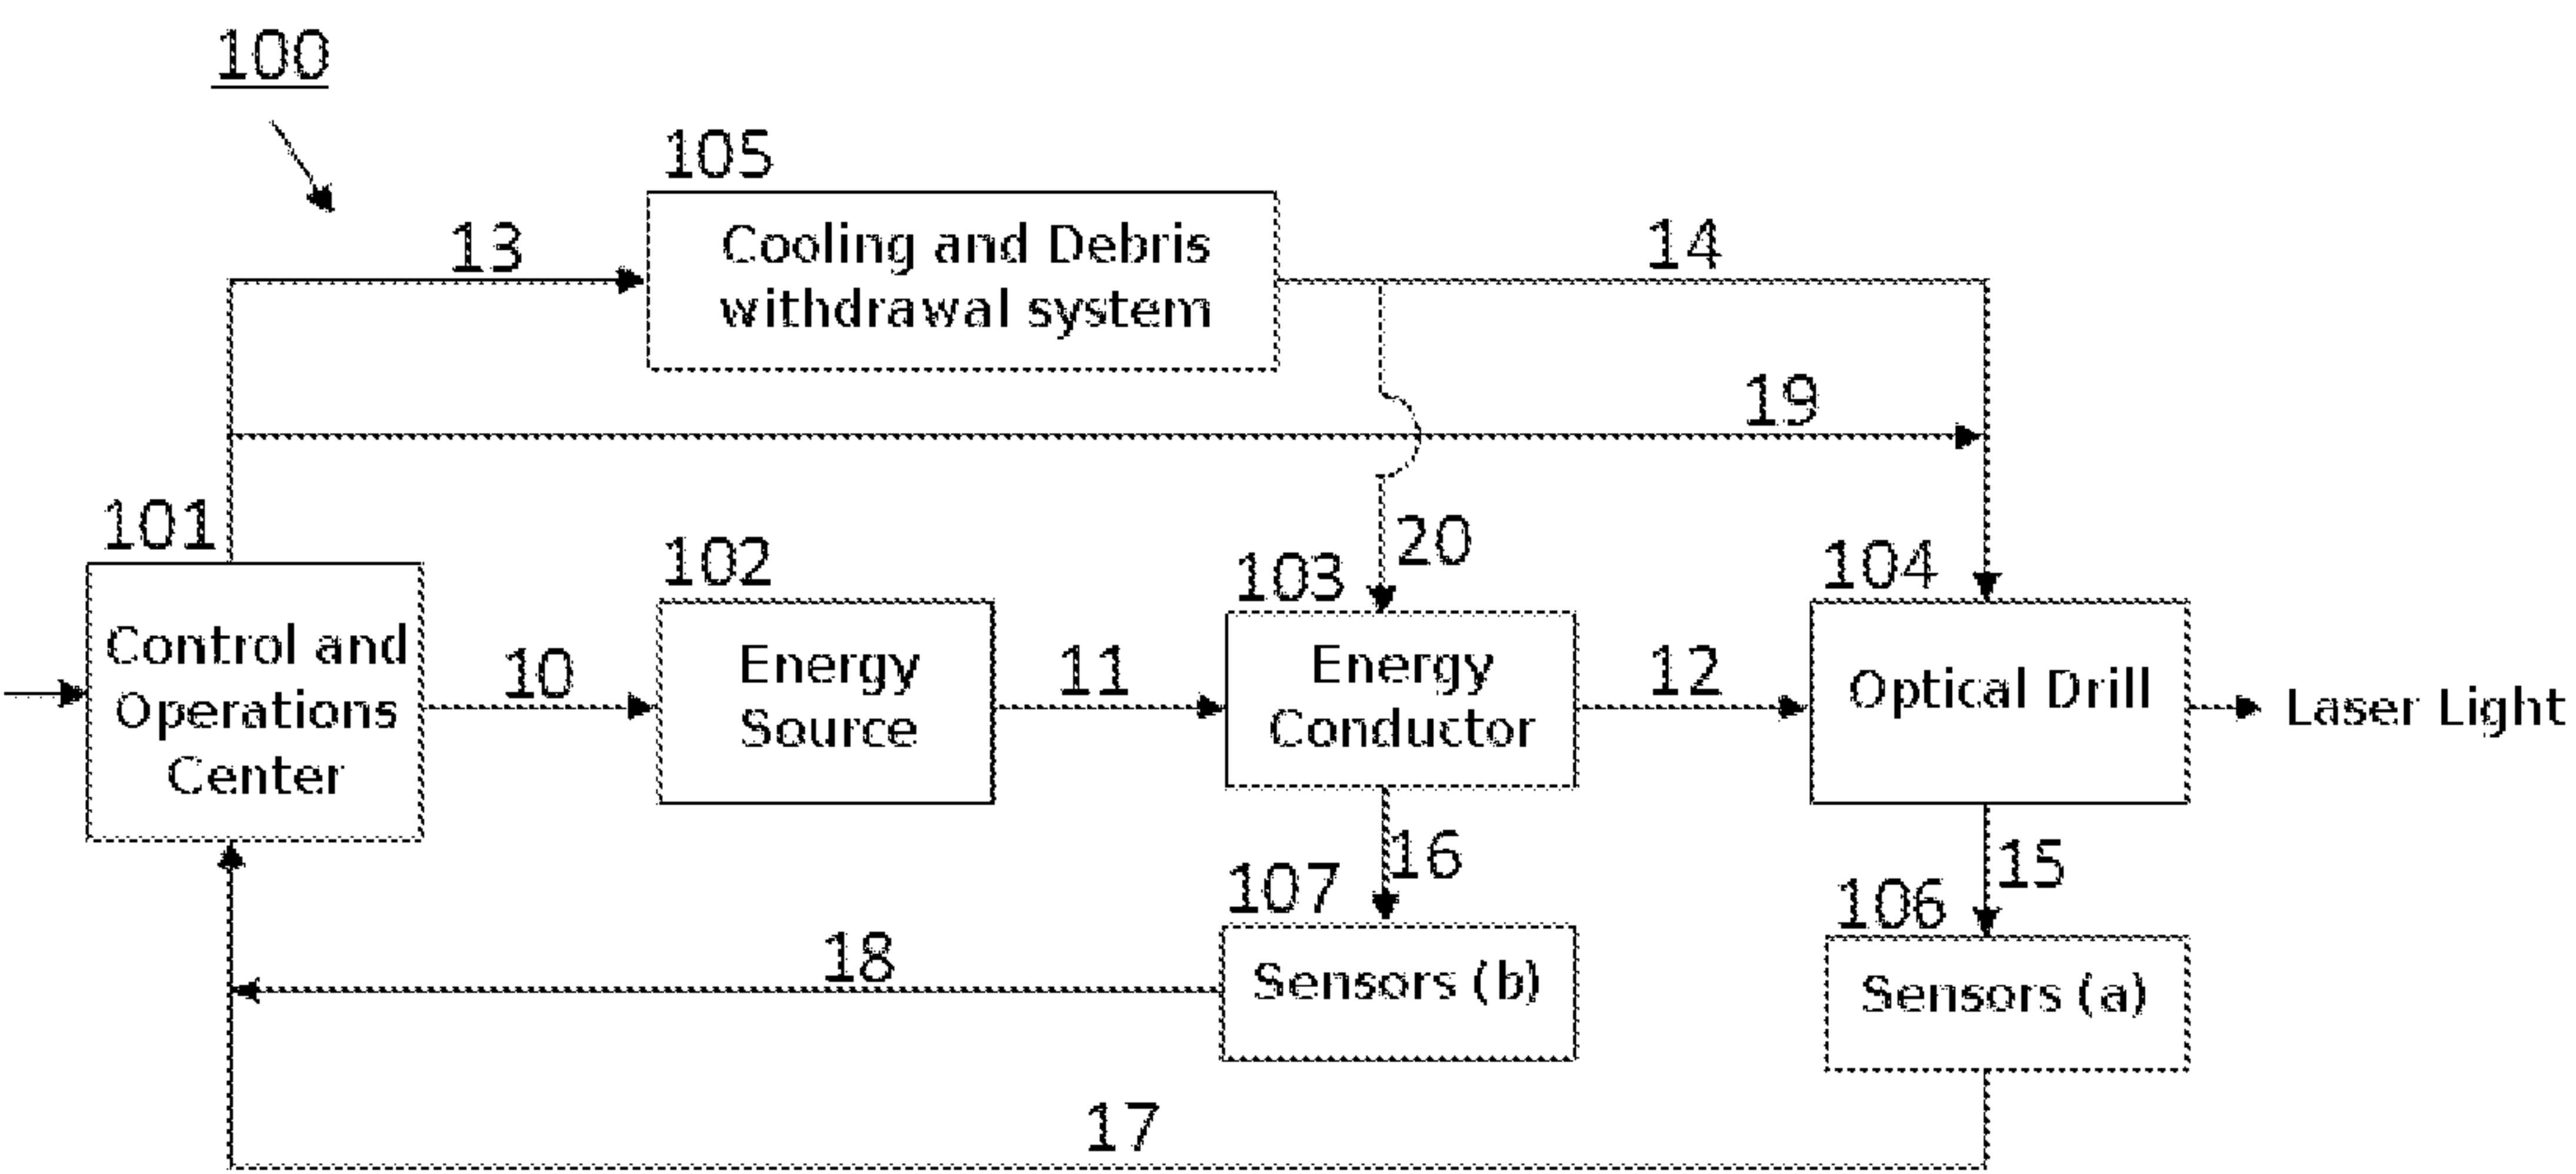 100
105
13
Cooling and Debris
withdrawal system
14
19
101
102
103
20
104
Control and
Operations
Center
10
Energy
Source
11
Energy
Conductor
12
Optical Drill
Laser Light
107
16
106
15
18
Sensors (b)
Sensors (a)
17